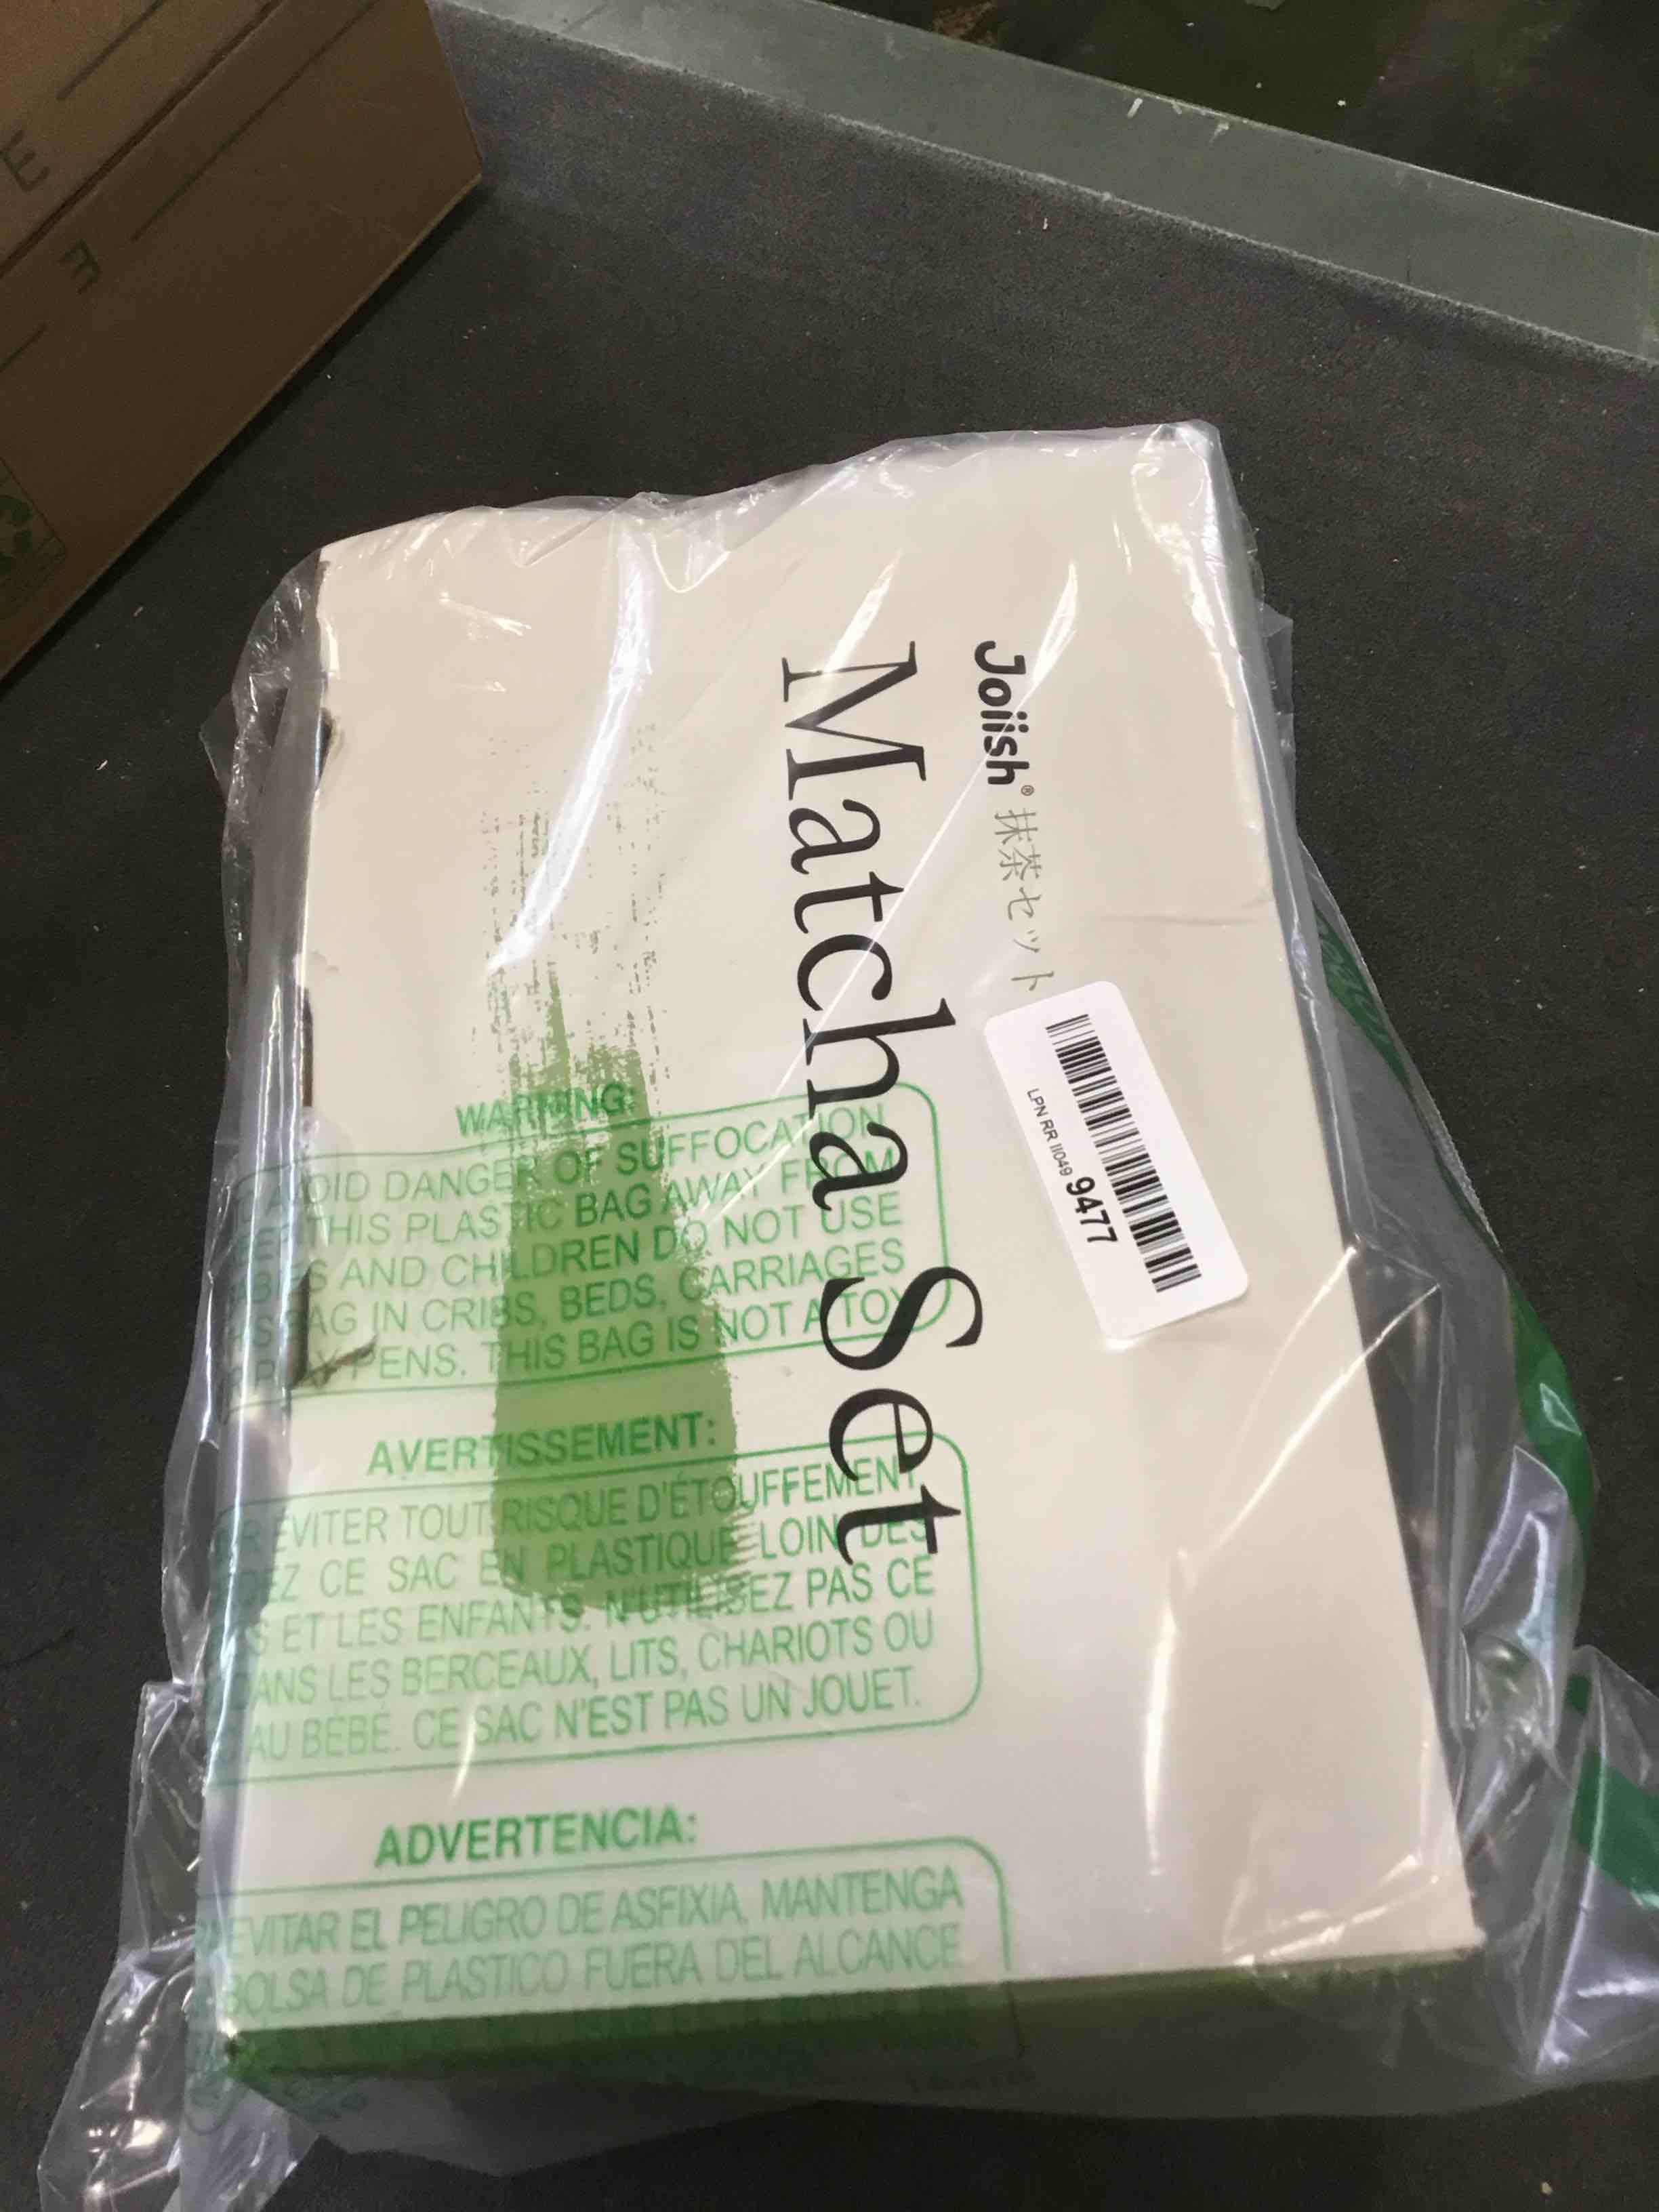 Joiish® 抹茶セット
Matcha Set
LPN RR II049 9477
WARNING:
AVOID DANGER OF SUFFOCATION
THIS PLASTIC BAG AWAY FROM
AND CHILDREN DO NOT USE
BAG IN CRIBS, BEDS, CARRIAGES
PENS. THIS BAG IS NOT A TOY
AVERTISSEMENT:
EVITER TOUT RISQUE D'ÉTOUFFEMENT,
CE SAC EN PLASTIQUE LOIN DES
ET LES ENFANTS. N'UTILISEZ PAS CE
DANS LES BERCEAUX, LITS, CHARIOTS OU
AU BÉBÉ. CE SAC N'EST PAS UN JOUET.
ADVERTENCIA:
EVITAR EL PELIGRO DE ASFIXIA, MANTENGA
BOLSA DE PLASTICO FUERA DEL ALCANCE
E
E